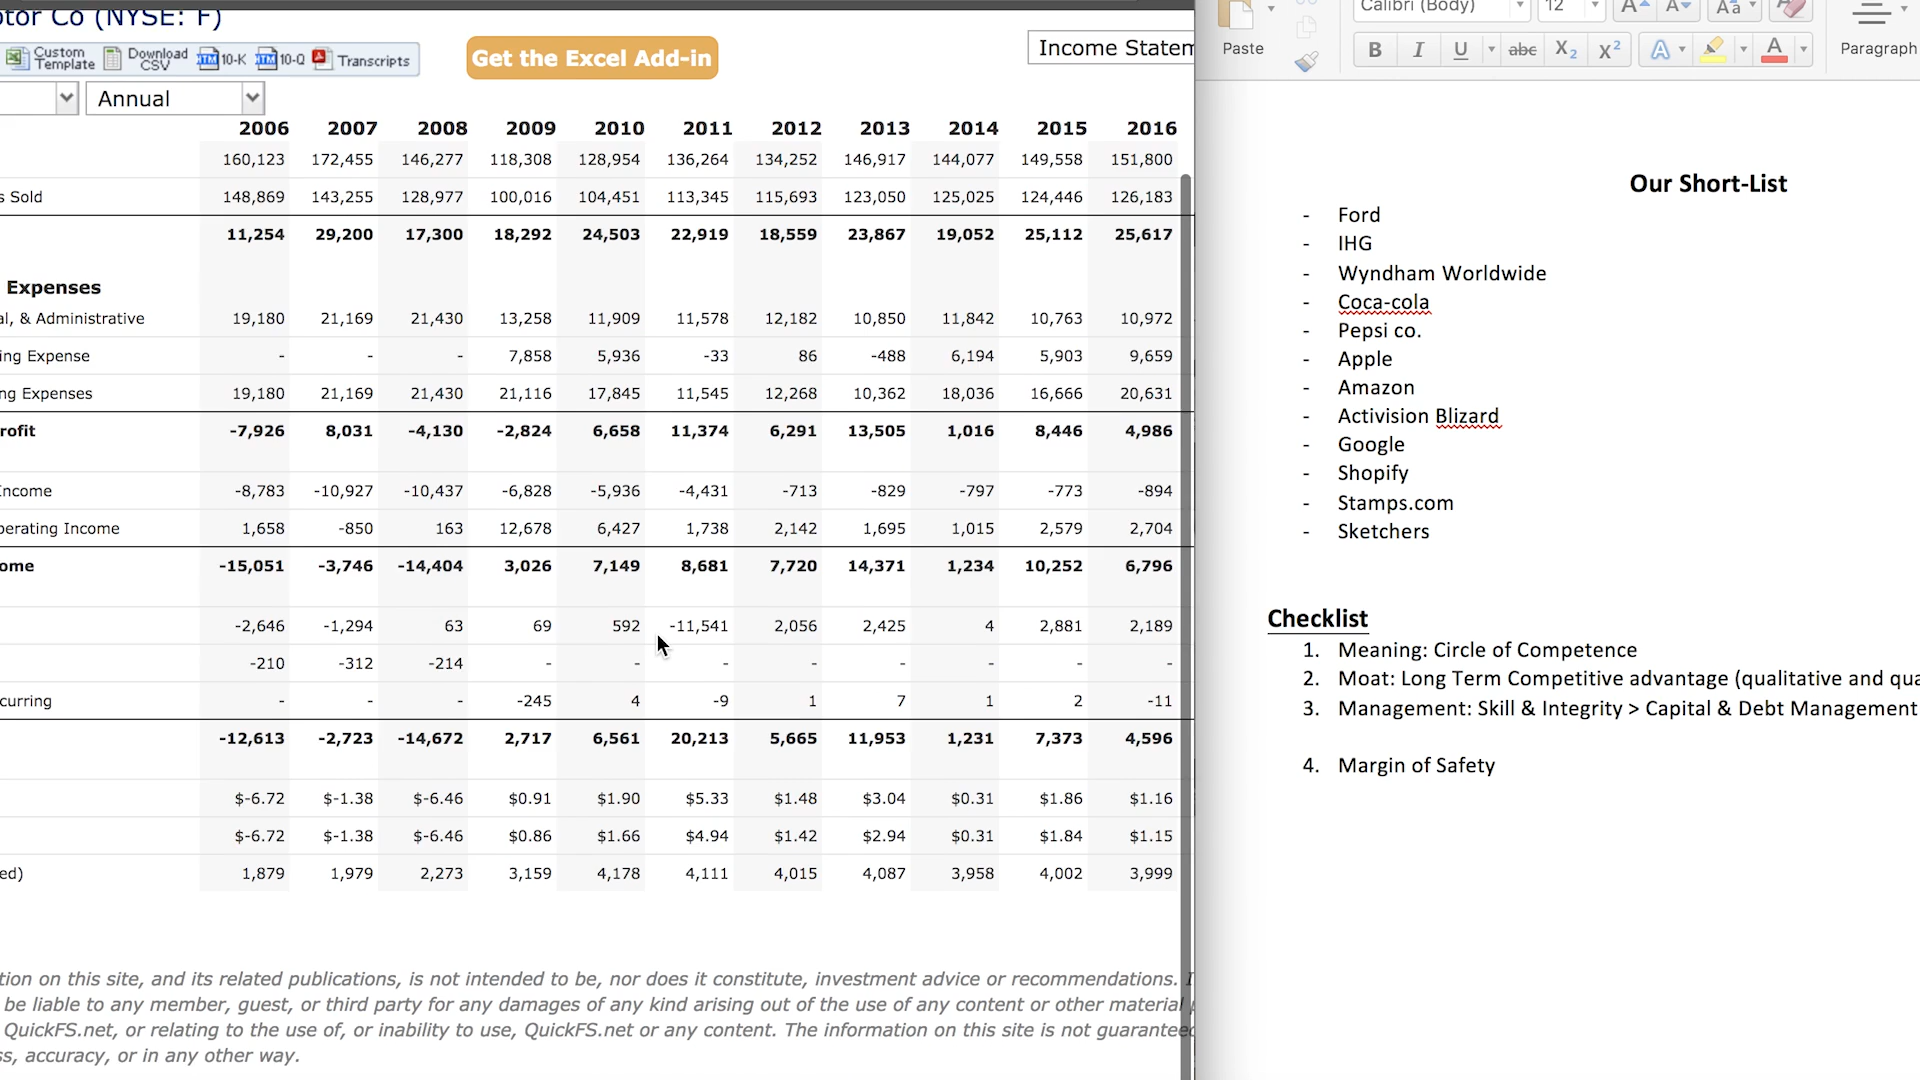 tor Co (NYSE: F)
Custom Template Download CSV 10-K 10-Q Transcripts
Get the Excel Add-in
Income Statem
Annual
2006 2007 2008 2009 2010 2011 2012 2013 2014 2015 2016
160,123 172,455 146,277 118,308 128,954 136,264 134,252 146,917 144,077 149,558 151,800
s Sold 148,869 143,255 128,977 100,016 104,451 113,345 115,693 123,050 125,025 124,446 126,183
11,254 29,200 17,300 18,292 24,503 22,919 18,559 23,867 19,052 25,112 25,617
Expenses
al, & Administrative 19,180 21,169 21,430 13,258 11,909 11,578 12,182 10,850 11,842 10,763 10,972
ing Expense - - - 7,858 5,936 -33 86 -488 6,194 5,903 9,659
ng Expenses 19,180 21,169 21,430 21,116 17,845 11,545 12,268 10,362 18,036 16,666 20,631
rofit -7,926 8,031 -4,130 -2,824 6,658 11,374 6,291 13,505 1,016 8,446 4,986
Income -8,783 -10,927 -10,437 -6,828 -5,936 -4,431 -713 -829 -797 -773 -894
perating Income 1,658 -850 163 12,678 6,427 1,738 2,142 1,695 1,015 2,579 2,704
ome -15,051 -3,746 -14,404 3,026 7,149 8,681 7,720 14,371 1,234 10,252 6,796
-2,646 -1,294 63 69 592 -11,541 2,056 2,425 4 2,881 2,189
-210 -312 -214 - - - - - - - -
curring - - - -245 4 -9 1 7 1 2 -11
-12,613 -2,723 -14,672 2,717 6,561 20,213 5,665 11,953 1,231 7,373 4,596
$-6.72 $-1.38 $-6.46 $0.91 $1.90 $5.33 $1.48 $3.04 $0.31 $1.86 $1.16
$-6.72 $-1.38 $-6.46 $0.86 $1.66 $4.94 $1.42 $2.94 $0.31 $1.84 $1.15
ed) 1,879 1,979 2,273 3,159 4,178 4,111 4,015 4,087 3,958 4,002 3,999
tion on this site, and its related publications, is not intended to be, nor does it constitute, investment advice or recommendations. I
be liable to any member, guest, or third party for any damages of any kind arising out of the use of any content or other material p
QuickFS.net, or relating to the use of, or inability to use, QuickFS.net or any content. The information on this site is not guaranteed
ss, accuracy, or in any other way.
Calibri (Body) 12 A A Aa
Paste B I U abc X2 X2 A A Paragraph
Our Short-List
- Ford
- IHG
- Wyndham Worldwide
- Coca-cola
- Pepsi co.
- Apple
- Amazon
- Activision Blizard
- Google
- Shopify
- Stamps.com
- Sketchers
Checklist
1. Meaning: Circle of Competence
2. Moat: Long Term Competitive advantage (qualitative and qua
3. Management: Skill & Integrity > Capital & Debt Management
4. Margin of Safety